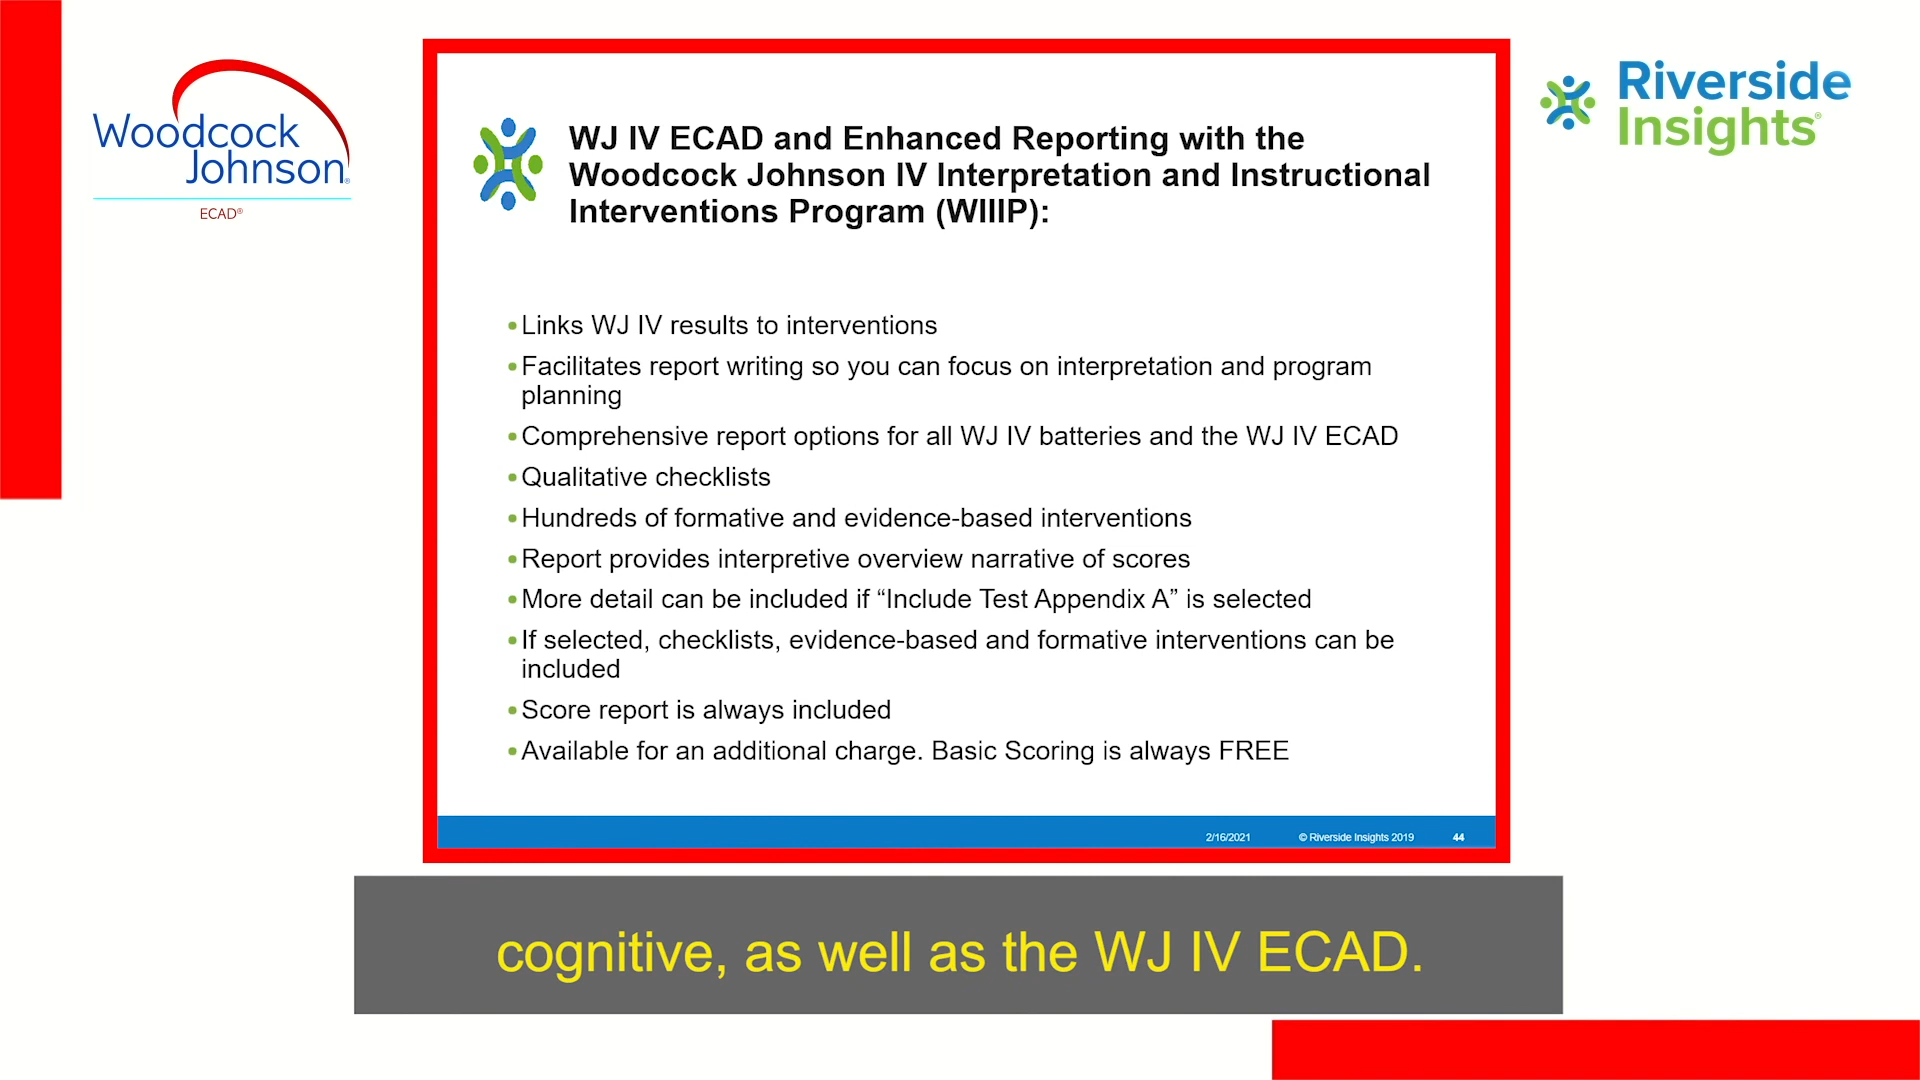 Woodcock
Johnson®
ECAD®
Riverside
Insights®
WJ IV ECAD and Enhanced Reporting with the
Woodcock Johnson IV Interpretation and Instructional
Interventions Program (WIIIP):
•Links WJ IV results to interventions
•Facilitates report writing so you can focus on interpretation and program
planning
•Comprehensive report options for all WJ IV batteries and the WJ IV ECAD
•Qualitative checklists
•Hundreds of formative and evidence-based interventions
•Report provides interpretive overview narrative of scores
•More detail can be included if “Include Test Appendix A” is selected
•If selected, checklists, evidence-based and formative interventions can be
included
•Score report is always included
•Available for an additional charge. Basic Scoring is always FREE
2/16/2021 © Riverside Insights 2019 44
cognitive, as well as the WJ IV ECAD.